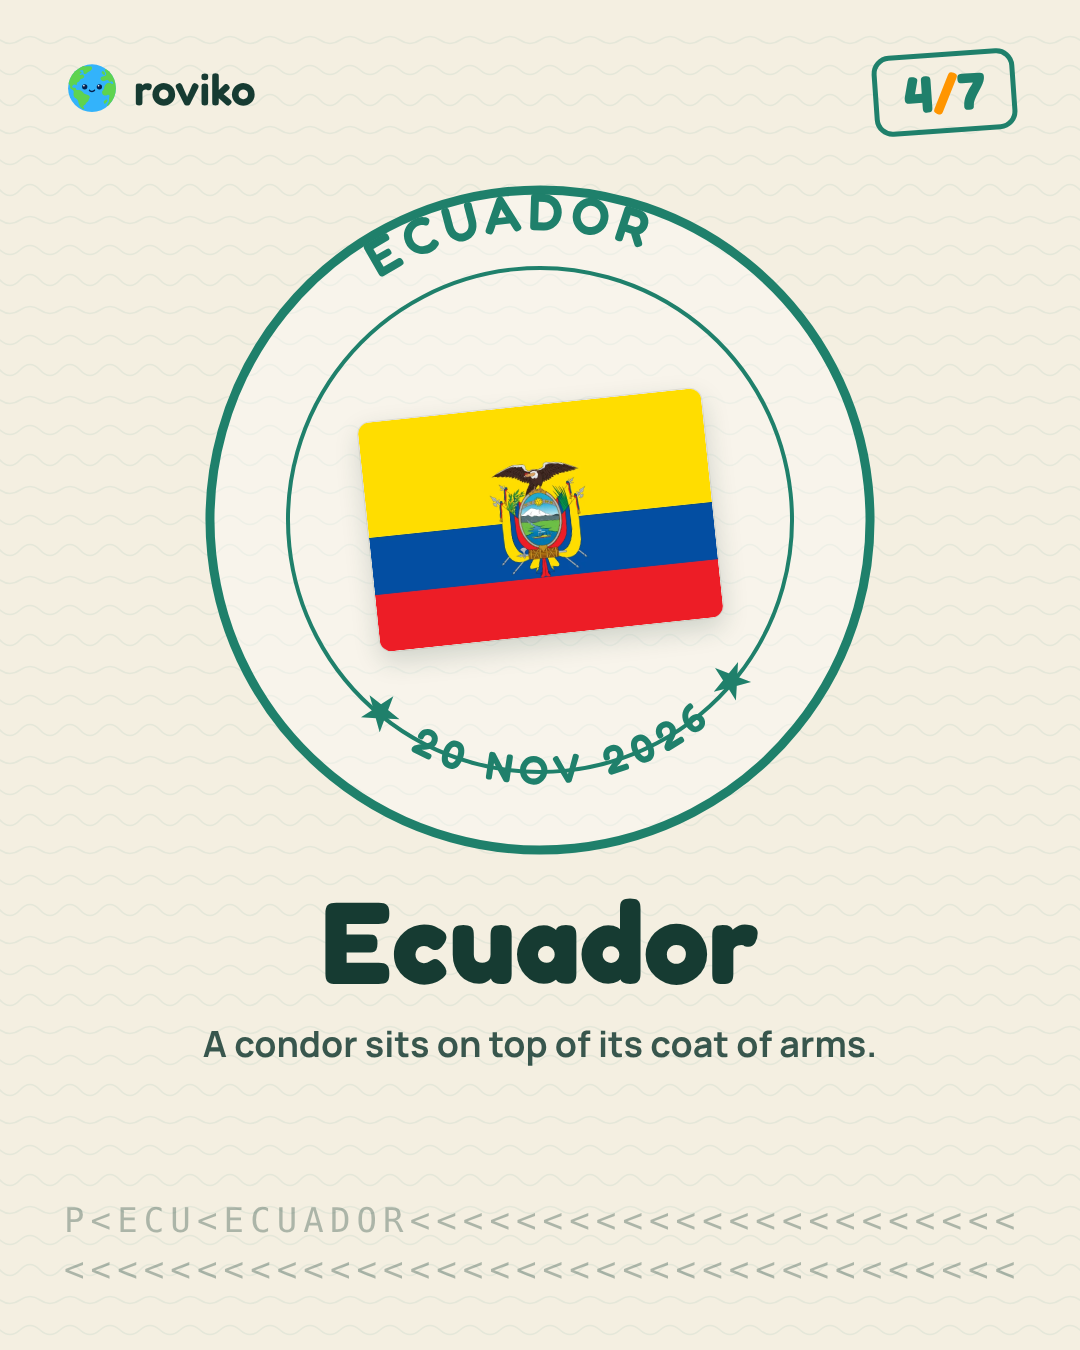 roviko
4/7
ECUADOR
★ 20 NOV 2026 ★
Ecuador
A condor sits on top of its coat of arms.
P<ECU<ECUADOR<<<<<<<<<<<<<<<<<<<<<<<
<<<<<<<<<<<<<<<<<<<<<<<<<<<<<<<<<<<<